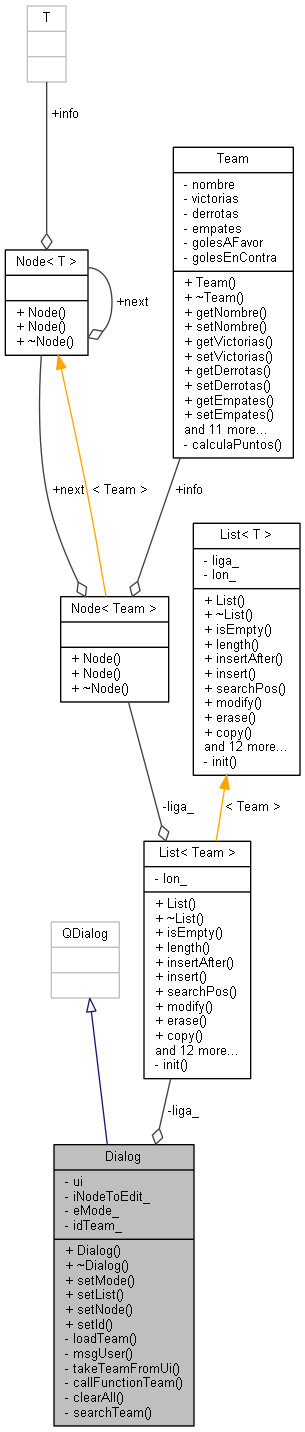 T
+info
Team
- nombre
- victorias
- derrotas
- empates
- golesAFavor
- golesEnContra
+ Team()
+ ~Team()
+ getNombre()
+ setNombre()
+ getVictorias()
+ setVictorias()
+ getDerrotas()
+ setDerrotas()
+ getEmpates()
+ setEmpates()
and 11 more...
- calculaPuntos()
Node< T >
+ Node()
+ Node()
+ ~Node()
+next
+next
< Team >
+info
List< T >
- liga_
- lon_
+ List()
+ ~List()
+ isEmpty()
+ length()
+ insertAfter()
+ insert()
+ searchPos()
+ modify()
+ erase()
+ copy()
and 12 more...
- init()
Node< Team >
+ Node()
+ Node()
+ ~Node()
-liga_
< Team >
List< Team >
- lon_
+ List()
+ ~List()
+ isEmpty()
+ length()
+ insertAfter()
+ insert()
+ searchPos()
+ modify()
+ erase()
+ copy()
and 12 more...
- init()
QDialog
-liga_
Dialog
- ui
- iNodeToEdit_
- eMode_
- idTeam_
+ Dialog()
+ ~Dialog()
+ setMode()
+ setList()
+ setNode()
+ setId()
- loadTeam()
- msgUser()
- takeTeamFromUi()
- callFunctionTeam()
- clearAll()
- searchTeam()